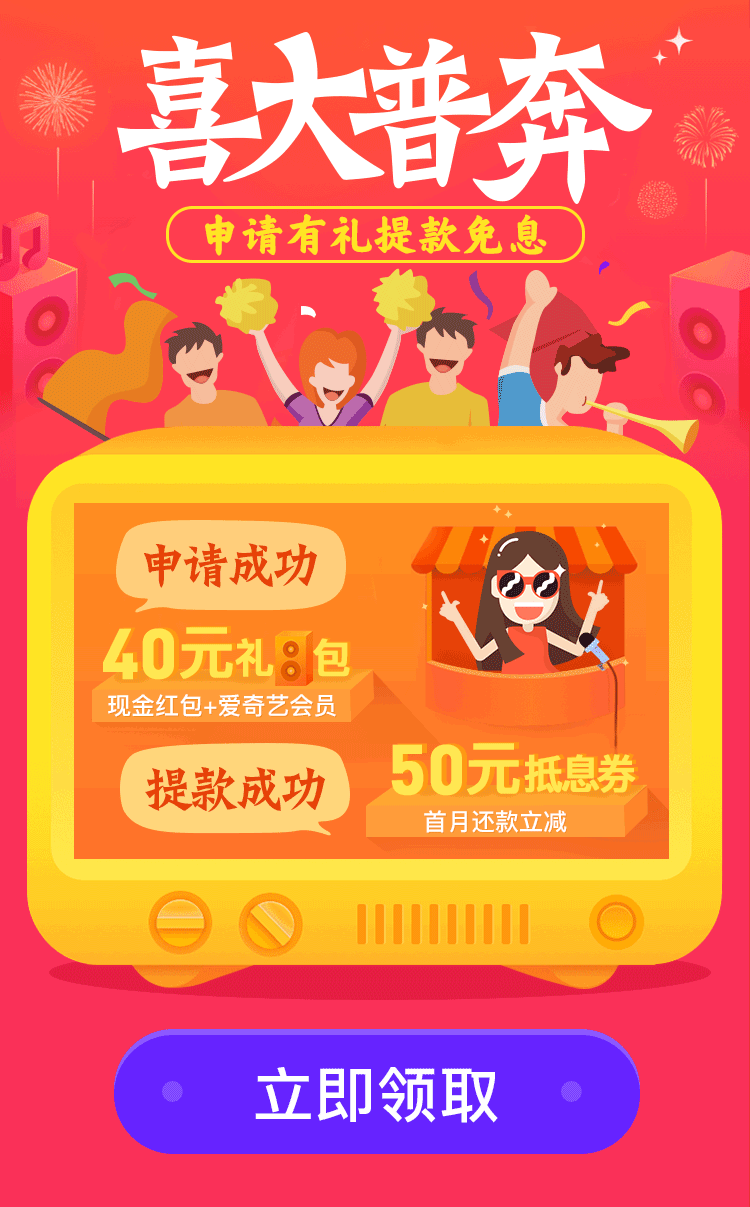 喜大普奔
申请有礼提款免息
申请成功
40元礼包
现金红包+爱奇艺会员
提款成功
50元抵息券
首月还款立减
立即领取